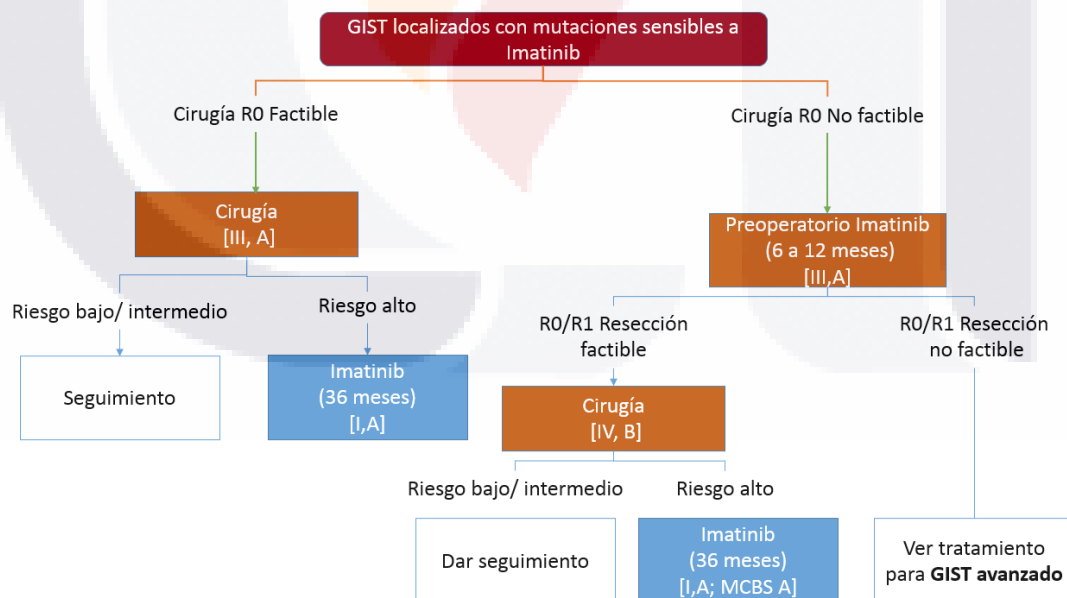 GIST localizados con mutaciones sensibles a
Imatinib
Cirugía R0 Factible
Cirugía R0 No factible
Cirugía
[III, A]
Preoperatorio Imatinib
(6 a 12 meses)
[III,A]
Riesgo bajo/ intermedio
Riesgo alto
R0/R1 Resección
factible
R0/R1 Resección
no factible
Seguimiento
Imatinib
(36 meses)
[I,A]
Cirugía
[IV, B]
Riesgo bajo/ intermedio
Riesgo alto
Dar seguimiento
Imatinib
(36 meses)
[I,A; MCBS A]
Ver tratamiento
para GIST avanzado